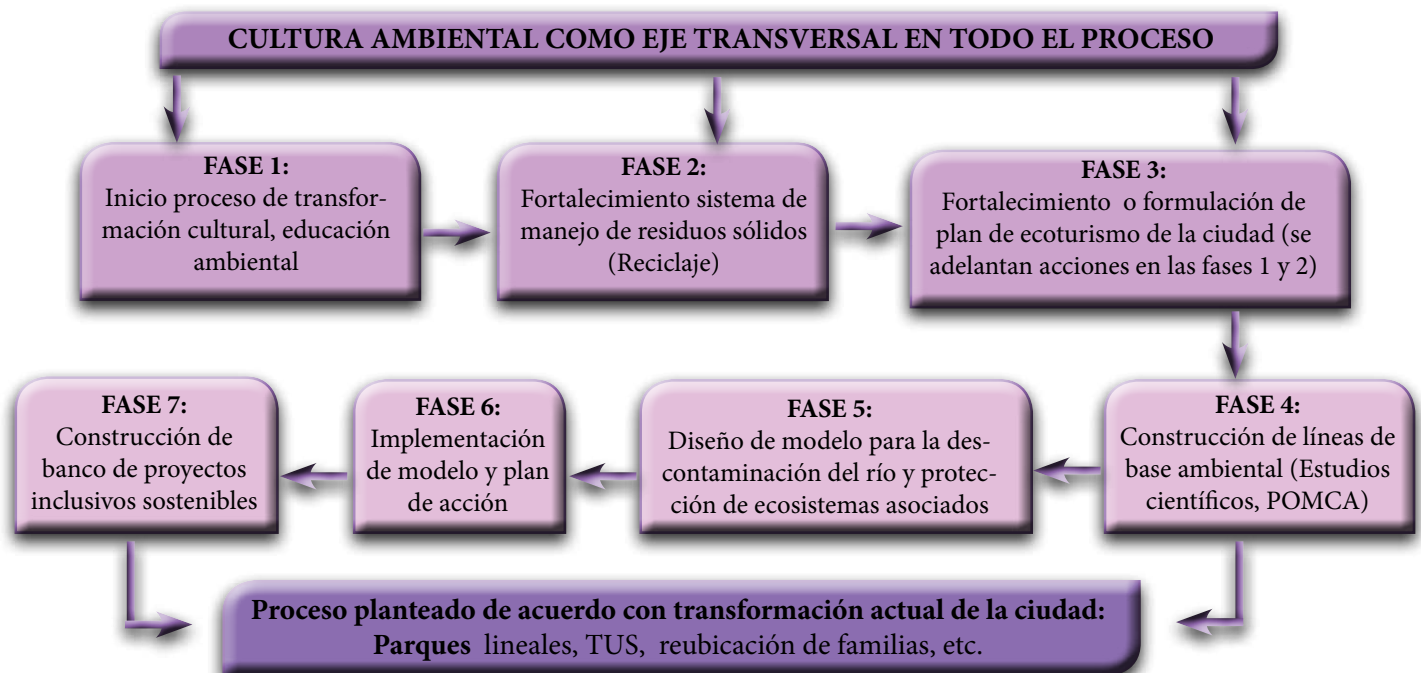 CULTURA AMBIENTAL COMO EJE TRANSVERSAL EN TODO EL PROCESO
FASE 1:
Inicio proceso de transfor-
mación cultural, educación
ambiental
FASE 2:
Fortalecimiento sistema de
manejo de residuos sólidos
(Reciclaje)
FASE 3:
Fortalecimiento o formulación de
plan de ecoturismo de la ciudad (se
adelantan acciones en las fases 1 y 2)
FASE 4:
Construcción de líneas de
base ambiental (Estudios
científicos, POMCA)
FASE 5:
Diseño de modelo para la des-
contaminación del río y protec-
ción de ecosistemas asociados
FASE 6:
Implementación
de modelo y plan
de acción
FASE 7:
Construcción de
banco de proyectos
inclusivos sostenibles
Proceso planteado de acuerdo con transformación actual de la ciudad:
Parques lineales, TUS, reubicación de familias, etc.